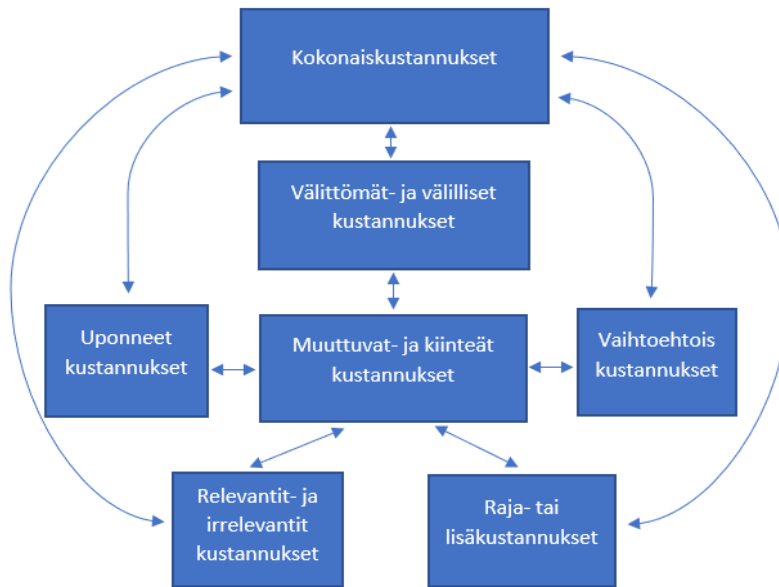 Kokonaiskustannukset
Välittömät- ja välilliset
kustannukset
Uponneet
kustannukset
Muuttuvat- ja kiinteät
kustannukset
Vaihtoehtois
kustannukset
Relevantit- ja
irrelevantit
kustannukset
Raja- tai
lisäkustannukset